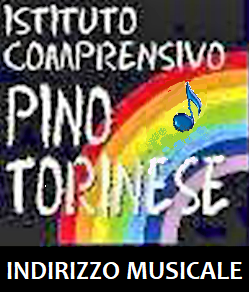 ISTITUTO
COMPRENSIVO
PINO
TORINESE
INDIRIZZO MUSICALE